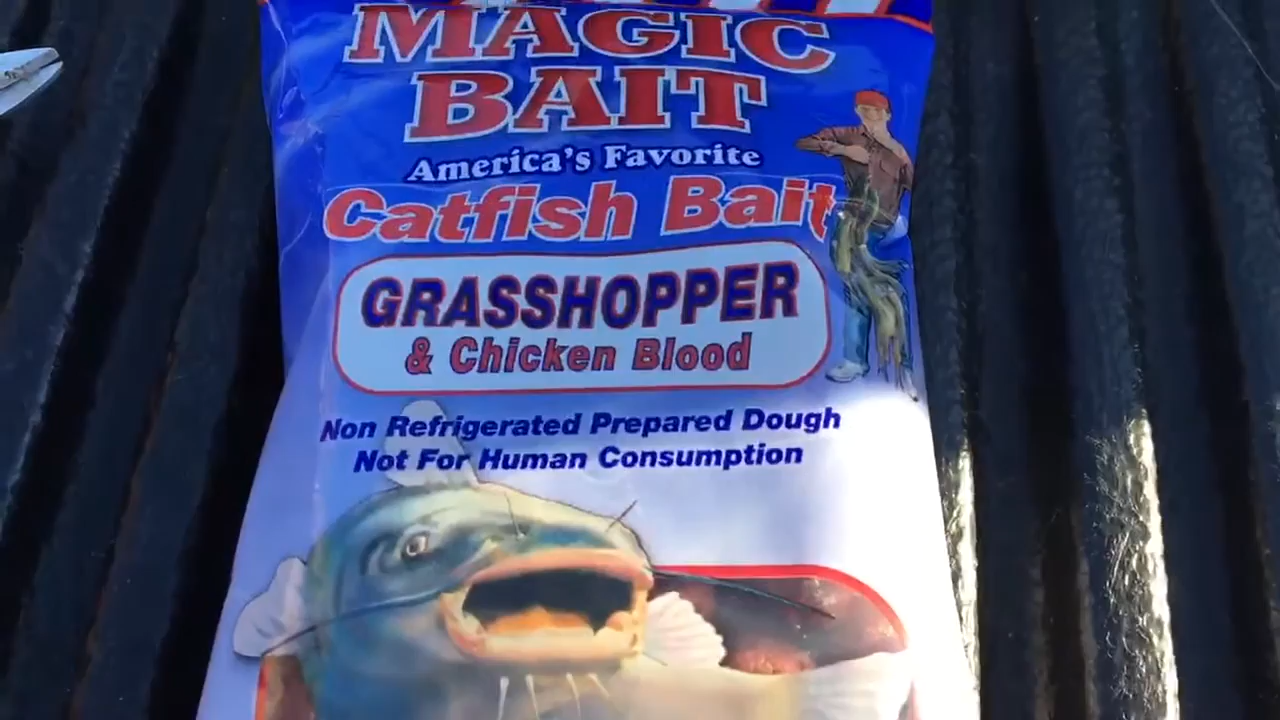 MAGIC
BAIT
America's Favorite
Catfish Bait
GRASSHOPPER
& Chicken Blood
Non Refrigerated Prepared Dough
Not For Human Consumption